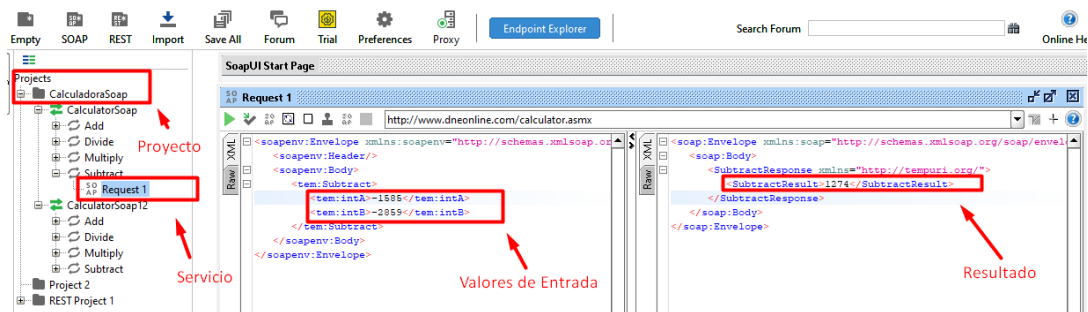 Empty SOAP REST Import Save All Forum Trial Preferences Proxy Endpoint Explorer Search Forum Online He
Projects
CalculadoraSoap
CalculatorSoap
Add
Divide
Multiply
Subtract
SOAP Request 1
CalculatorSoap12
Add
Divide
Multiply
Subtract
Project 2
REST Project 1
Proyecto
Servicio
SoapUI Start Page
SOAP Request 1
http://www.dneonline.com/calculator.asmx
XML
Raw
<soapenv:Envelope xmlns:soapenv="http://schemas.xmlsoap.or
<soapenv:Header/>
<soapenv:Body>
<tem:Subtract>
<tem:intA>-1585</tem:intA>
<tem:intB>-2859</tem:intB>
</tem:Subtract>
</soapenv:Body>
</soapenv:Envelope>
Valores de Entrada
XML
Raw
<soap:Envelope xmlns:soap="http://schemas.xmlsoap.org/soap/envel
<soap:Body>
<SubtractResponse xmlns="http://tempuri.org/">
<SubtractResult>1274</SubtractResult>
</SubtractResponse>
</soap:Body>
</soap:Envelope>
Resultado